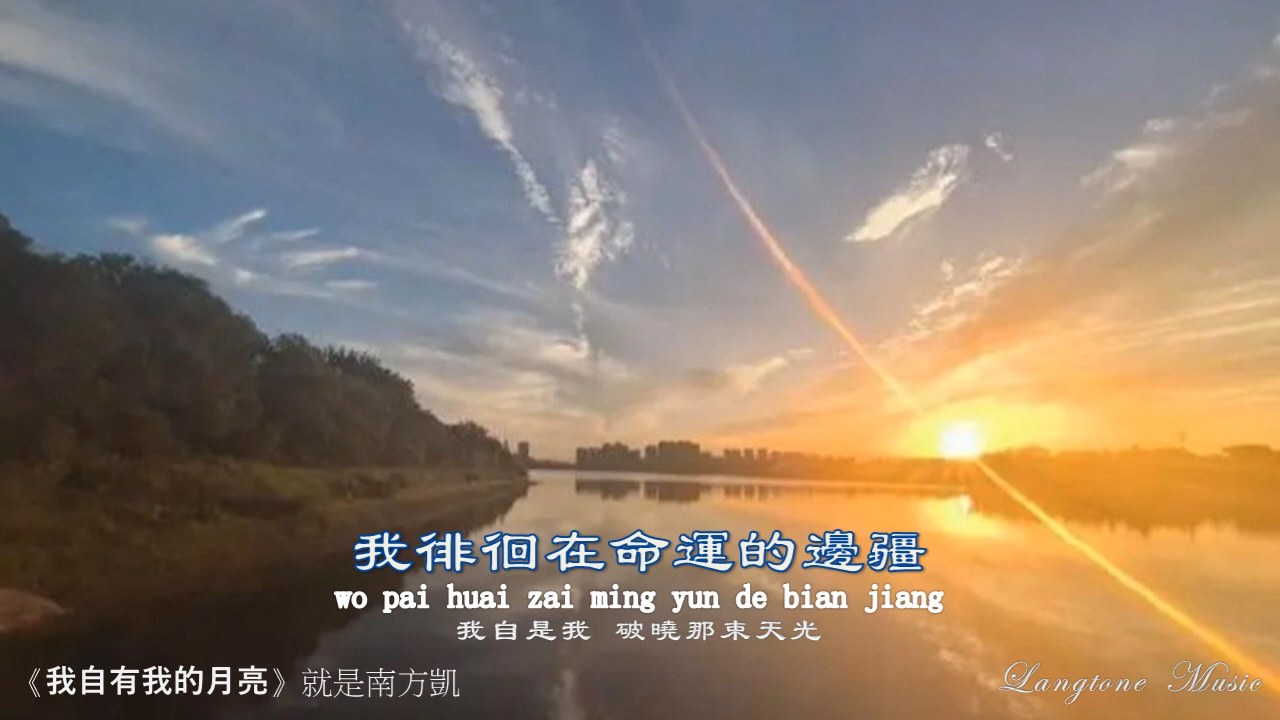 我徘徊在命運的邊疆
wo pai huai zai ming yun de bian jiang
我自是我 破曉那束天光
《我自有我的月亮》就是南方凱
Langtone Music